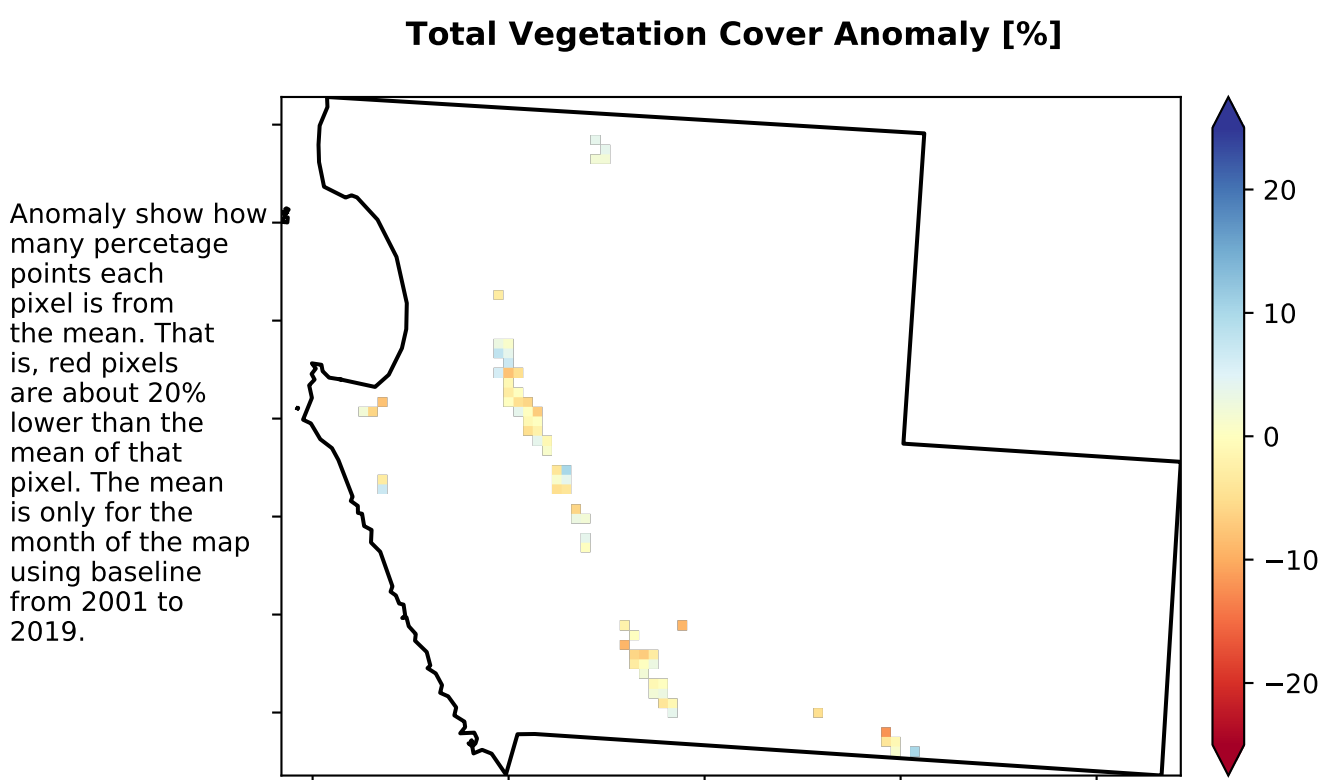 Total Vegetation Cover Anomaly [%]
Anomaly show how
many percetage
points each
pixel is from
the mean. That
is, red pixels
are about 20%
lower than the
mean of that
pixel. The mean
is only for the
month of the map
using baseline
from 2001 to
2019.
20
10
0
−10
−20